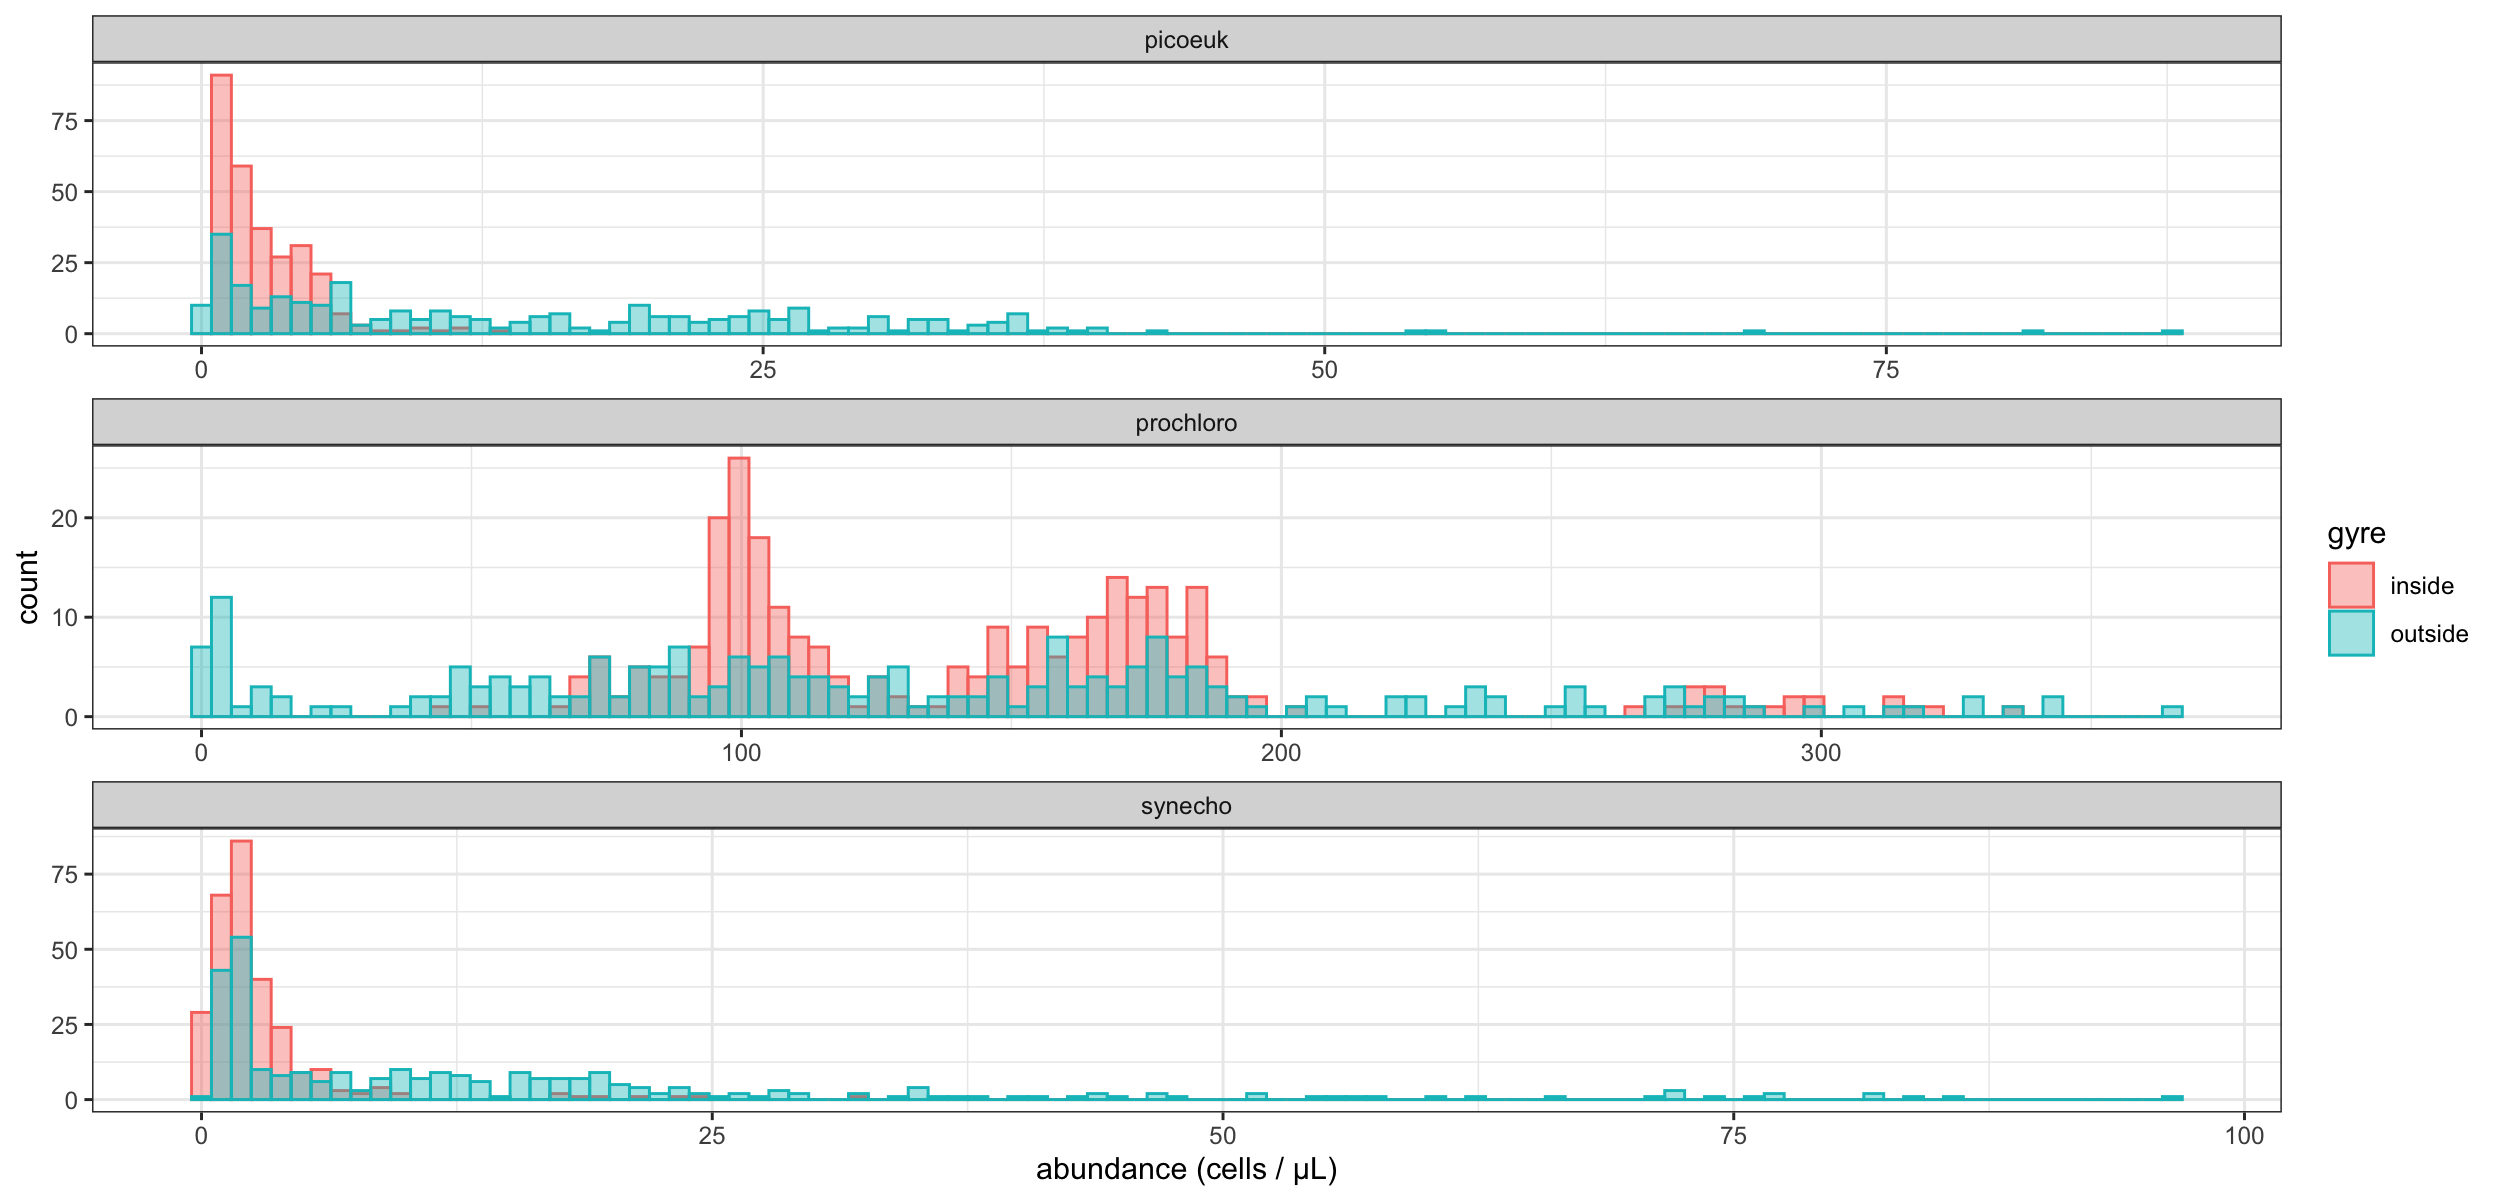 picoeuk
75
50
25
0
0 25 50 75
prochloro
20
10
0
0 100 200 300
synecho
75
50
25
0
0 25 50 75 100
abundance (cells / µL)
count
gyre
inside
outside